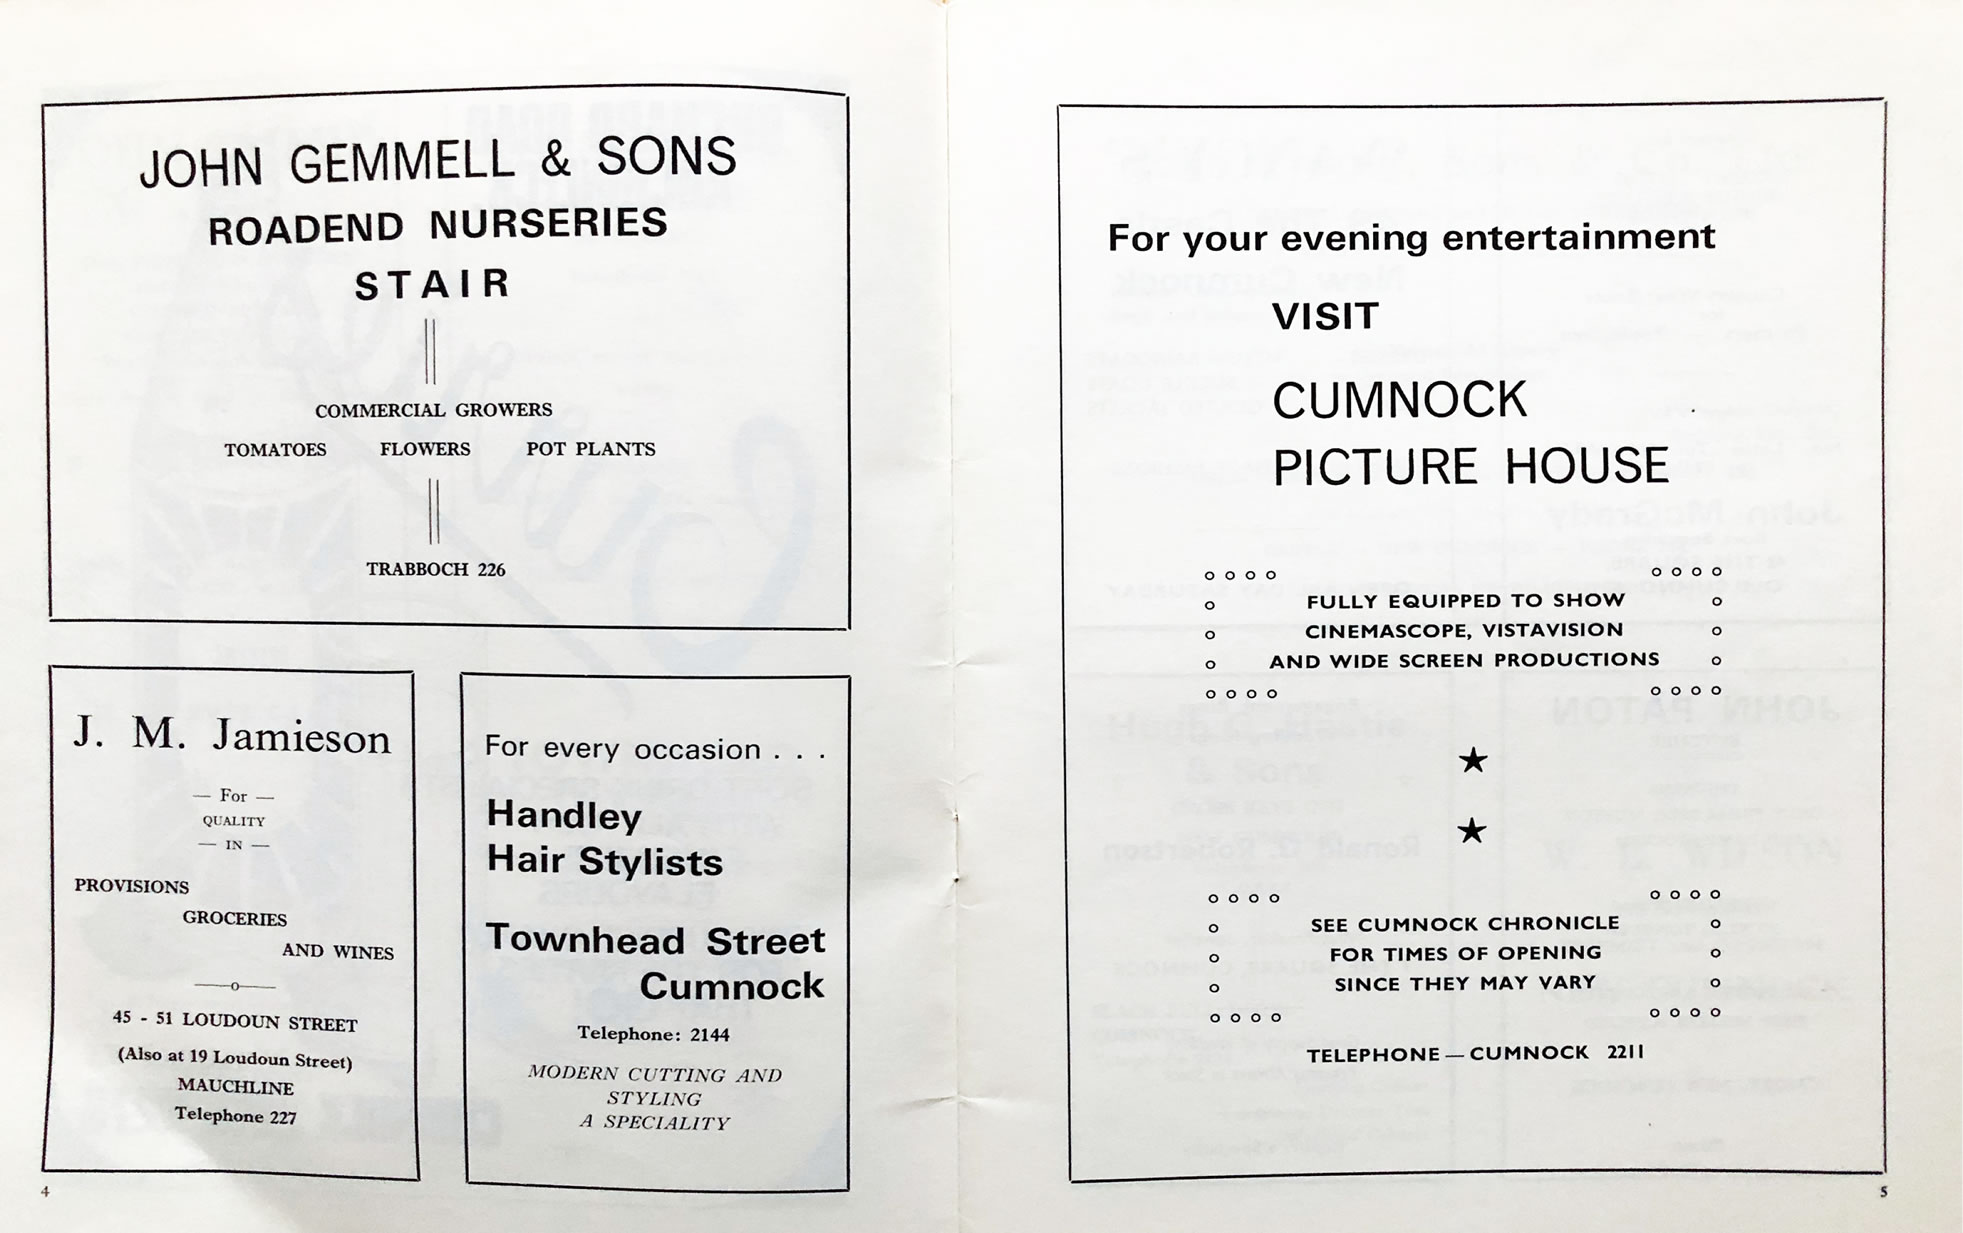 JOHN GEMMELL & SONS
ROADEND NURSERIES
STAIR
COMMERCIAL GROWERS
TOMATOES FLOWERS POT PLANTS
TRABBOCH 226
J. M. Jamieson
— For —
QUALITY
— IN —
PROVISIONS
GROCERIES
AND WINES
45 - 51 LOUDOUN STREET
(Also at 19 Loudoun Street)
MAUCHLINE
Telephone 227
For every occasion . . .
Handley
Hair Stylists
Townhead Street
Cumnock
Telephone: 2144
MODERN CUTTING AND
STYLING
A SPECIALITY
4
For your evening entertainment
VISIT
CUMNOCK
PICTURE HOUSE
FULLY EQUIPPED TO SHOW
CINEMASCOPE, VISTAVISION
AND WIDE SCREEN PRODUCTIONS
SEE CUMNOCK CHRONICLE
FOR TIMES OF OPENING
SINCE THEY MAY VARY
TELEPHONE — CUMNOCK 2211
5